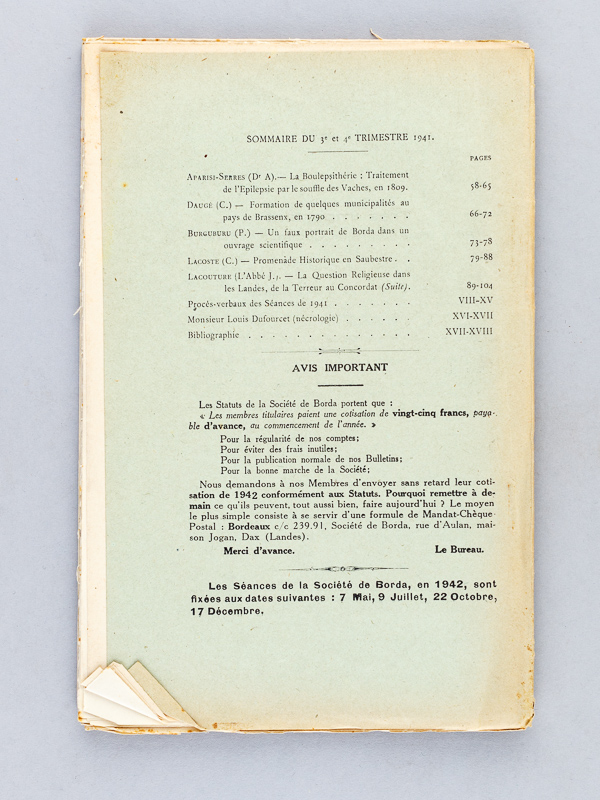 SOMMAIRE DU 3e et 4e TRIMESTRE 1941.
PAGES
APARISI-SERRES (Dr A).— La Boulepsithérie : Traitement
de l'Epilepsie par le souffle des Vaches, en 1809. 58-65
DAUGÉ (C.) — Formation de quelques municipalités au
pays de Brassenx, en 1790 . . . . . . . 66-72
BURGUBURU (P.) — Un faux portrait de Borda dans un
ouvrage scientifique . . . . . . . . . 73-78
LACOSTE (C.) — Promenade Historique en Saubestre . . 79-88
LACOUTURE (L'Abbé J.). — La Question Religieuse dans
les Landes, de la Terreur au Concordat (Suite). 89-104
Procès-verbaux des Séances de 1941 . . . . . . . VIII-XV
Monsieur Louis Dufourcet (nécrologie) . . . . . . XVI-XVII
Bibliographie . . . . . . . . . . . . . . XVII-XVIII
AVIS IMPORTANT
Les Statuts de la Société de Borda portent que :
« Les membres titulaires paient une cotisation de vingt-cinq francs, paya-
ble d'avance, au commencement de l'année. »
Pour la régularité de nos comptes;
Pour éviter des frais inutiles;
Pour la publication normale de nos Bulletins;
Pour la bonne marche de la Société;
Nous demandons à nos Membres d'envoyer sans retard leur coti-
sation de 1942 conformément aux Statuts. Pourquoi remettre à de-
main ce qu'ils peuvent, tout aussi bien, faire aujourd'hui ? Le moyen
le plus simple consiste à se servir d'une formule de Mandat-Chèque-
Postal : Bordeaux c/c 239.91, Société de Borda, rue d'Aulan, mai-
son Jogan, Dax (Landes).
Merci d'avance. Le Bureau.
Les Séances de la Société de Borda, en 1942, sont
fixées aux dates suivantes : 7 Mai, 9 Juillet, 22 Octobre,
17 Décembre.